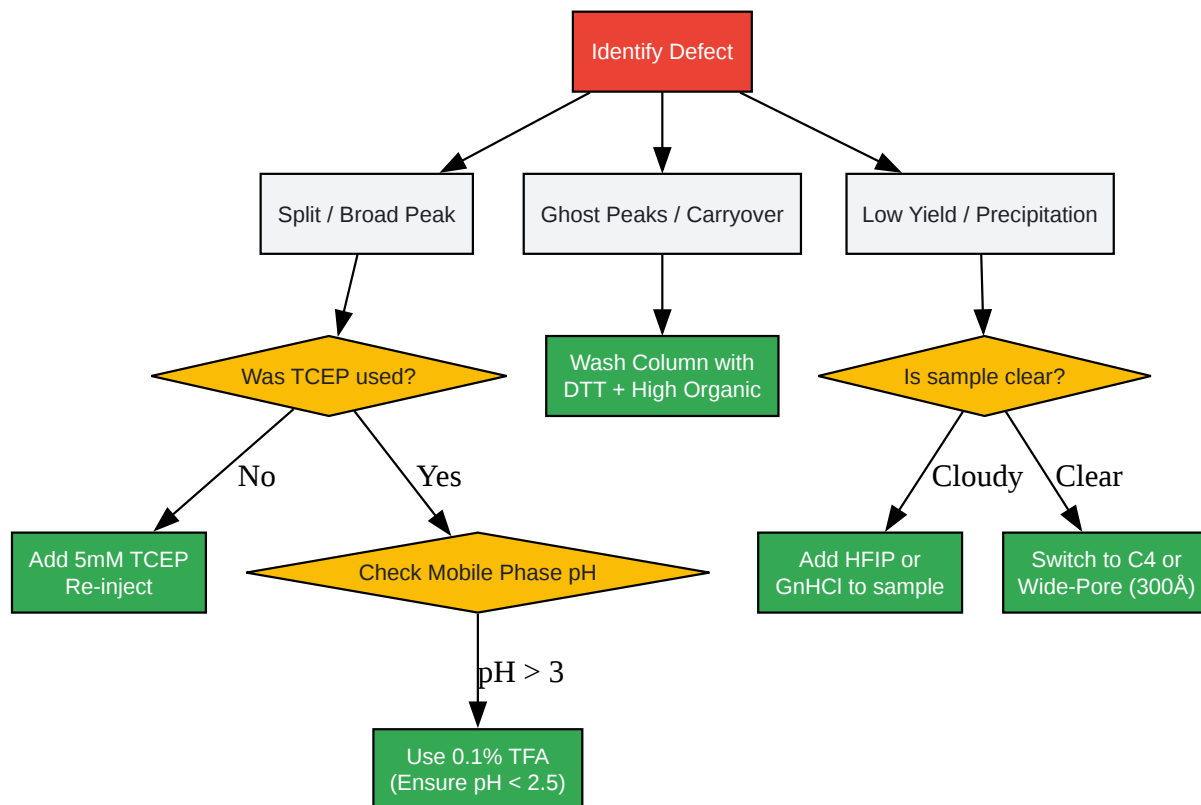 Identify Defect
Split / Broad Peak
Ghost Peaks / Carryover
Low Yield / Precipitation
Was TCEP used?
Wash Column with
DTT + High Organic
Is sample clear?
No
Yes
Cloudy
Clear
Add 5mM TCEP
Re-inject
Check Mobile Phase pH
Add HFIP or
GnHCl to sample
Switch to C4 or
Wide-Pore (300Å)
pH > 3
Use 0.1% TFA
(Ensure pH < 2.5)